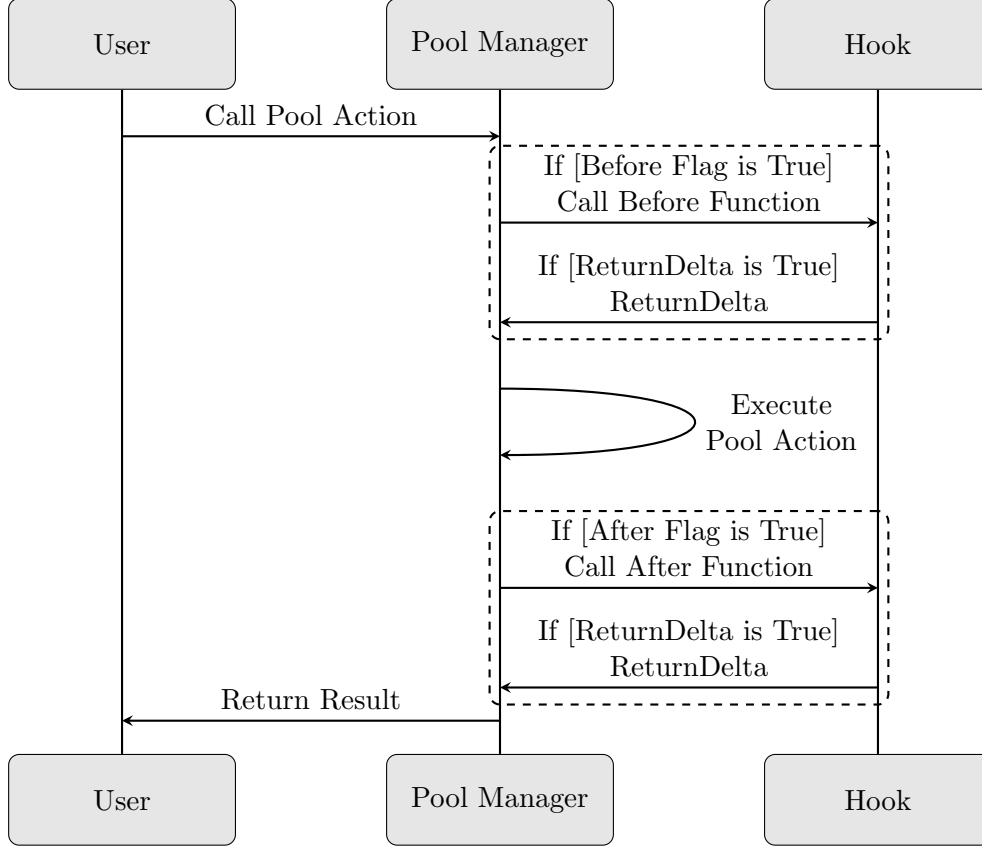 User
Pool Manager
Hook
Call Pool Action
If [Before Flag is True]
Call Before Function
If [ReturnDelta is True]
ReturnDelta
Execute
Pool Action
If [After Flag is True]
Call After Function
If [ReturnDelta is True]
ReturnDelta
Return Result
User
Pool Manager
Hook